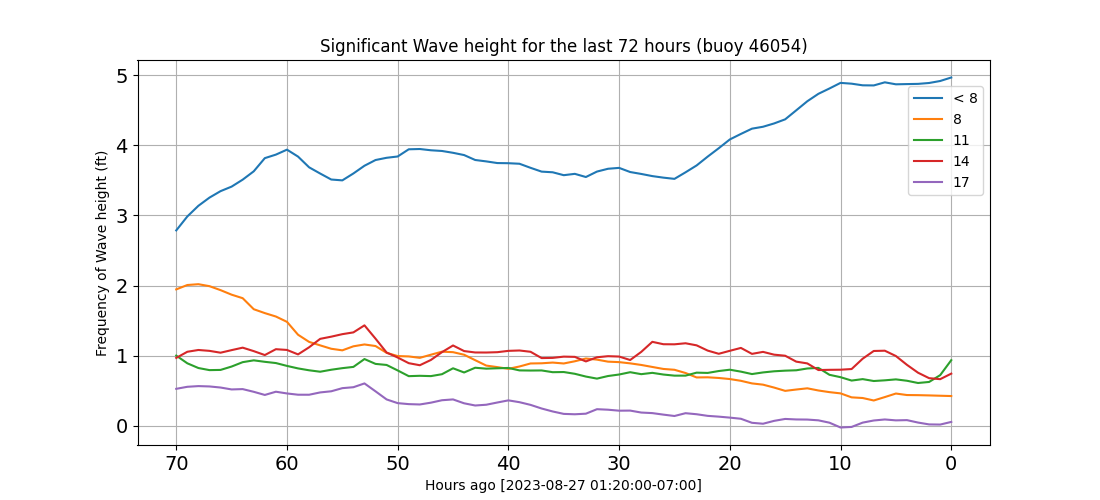 Significant Wave height for the last 72 hours (buoy 46054)
Frequency of Wave height (ft)
5
4
3
2
1
0
< 8
8
11
14
17
70 60 50 40 30 20 10 0
Hours ago [2023-08-27 01:20:00-07:00]